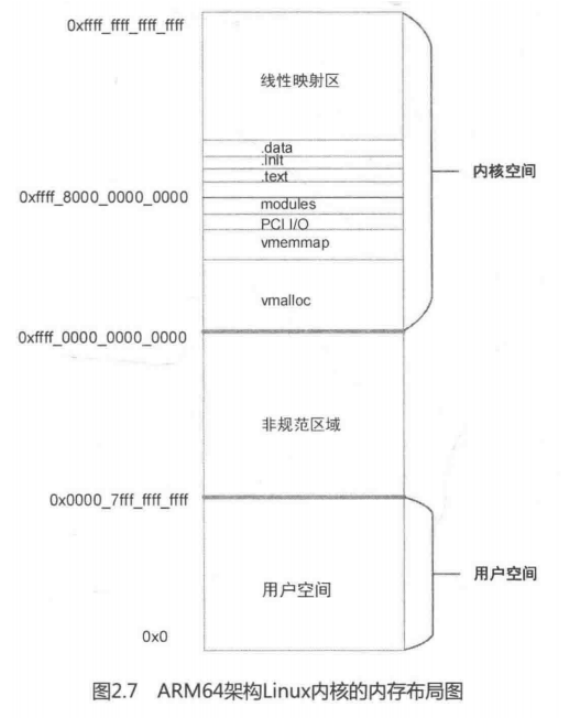 0xffff_ffff_ffff_ffff
线性映射区
.data
.init
.text
内核空间
0xffff_8000_0000_0000
modules
PCI I/O
vmemmap
vmalloc
0xffff_0000_0000_0000
非规范区域
0x0000_7fff_ffff_ffff
用户空间
用户空间
0x0
图2.7 ARM64架构Linux内核的内存布局图